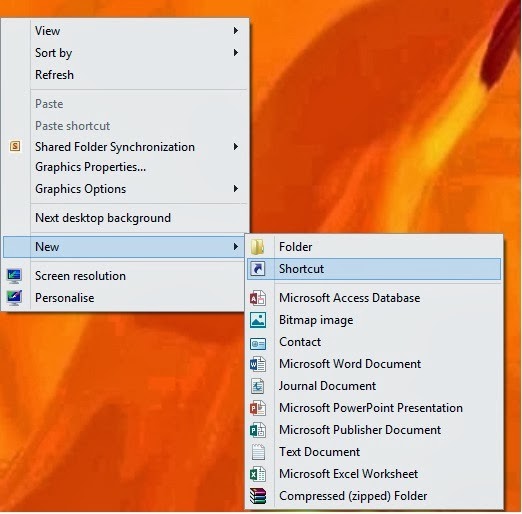 View
Sort by
Refresh
Paste
Paste shortcut
Shared Folder Synchronization
Graphics Properties...
Graphics Options
Next desktop background
New
Screen resolution
Personalise
Folder
Shortcut
Microsoft Access Database
Bitmap image
Contact
Microsoft Word Document
Journal Document
Microsoft PowerPoint Presentation
Microsoft Publisher Document
Text Document
Microsoft Excel Worksheet
Compressed (zipped) Folder